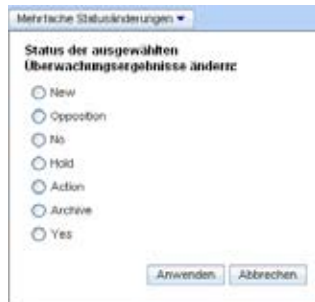 Mehrfache Statusänderungen
Status der ausgewählten
Überwachungsergebnisse ändern:
New
Opposition
No
Hold
Action
Archive
Yes
Anwenden Abbrechen